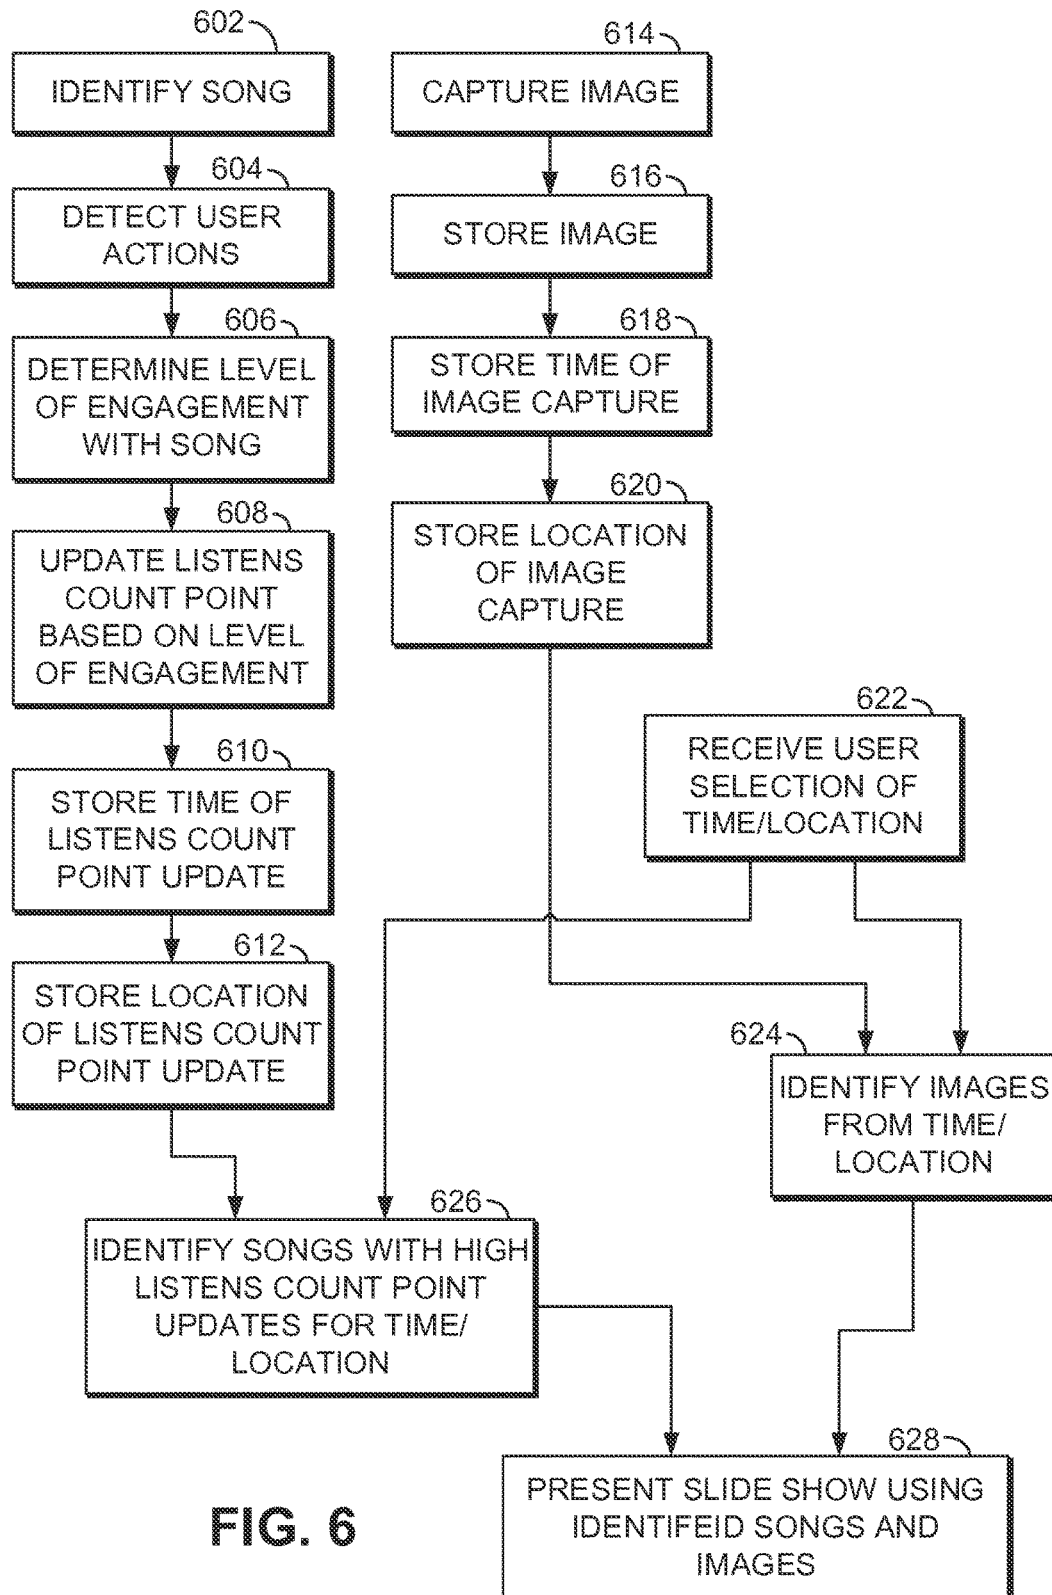 602
IDENTIFY SONG
604
DETECT USER
ACTIONS
606
DETERMINE LEVEL
OF ENGAGEMENT
WITH SONG
608
UPDATE LISTENS
COUNT POINT
BASED ON LEVEL
OF ENGAGEMENT
610
STORE TIME OF
LISTENS COUNT
POINT UPDATE
612
STORE LOCATION
OF LISTENS COUNT
POINT UPDATE
614
CAPTURE IMAGE
616
STORE IMAGE
618
STORE TIME OF
IMAGE CAPTURE
620
STORE LOCATION
OF IMAGE
CAPTURE
622
RECEIVE USER
SELECTION OF
TIME/LOCATION
624
IDENTIFY IMAGES
FROM TIME/
LOCATION
626
IDENTIFY SONGS WITH HIGH
LISTENS COUNT POINT
UPDATES FOR TIME/
LOCATION
628
PRESENT SLIDE SHOW USING
IDENTIFEID SONGS AND
IMAGES
FIG. 6